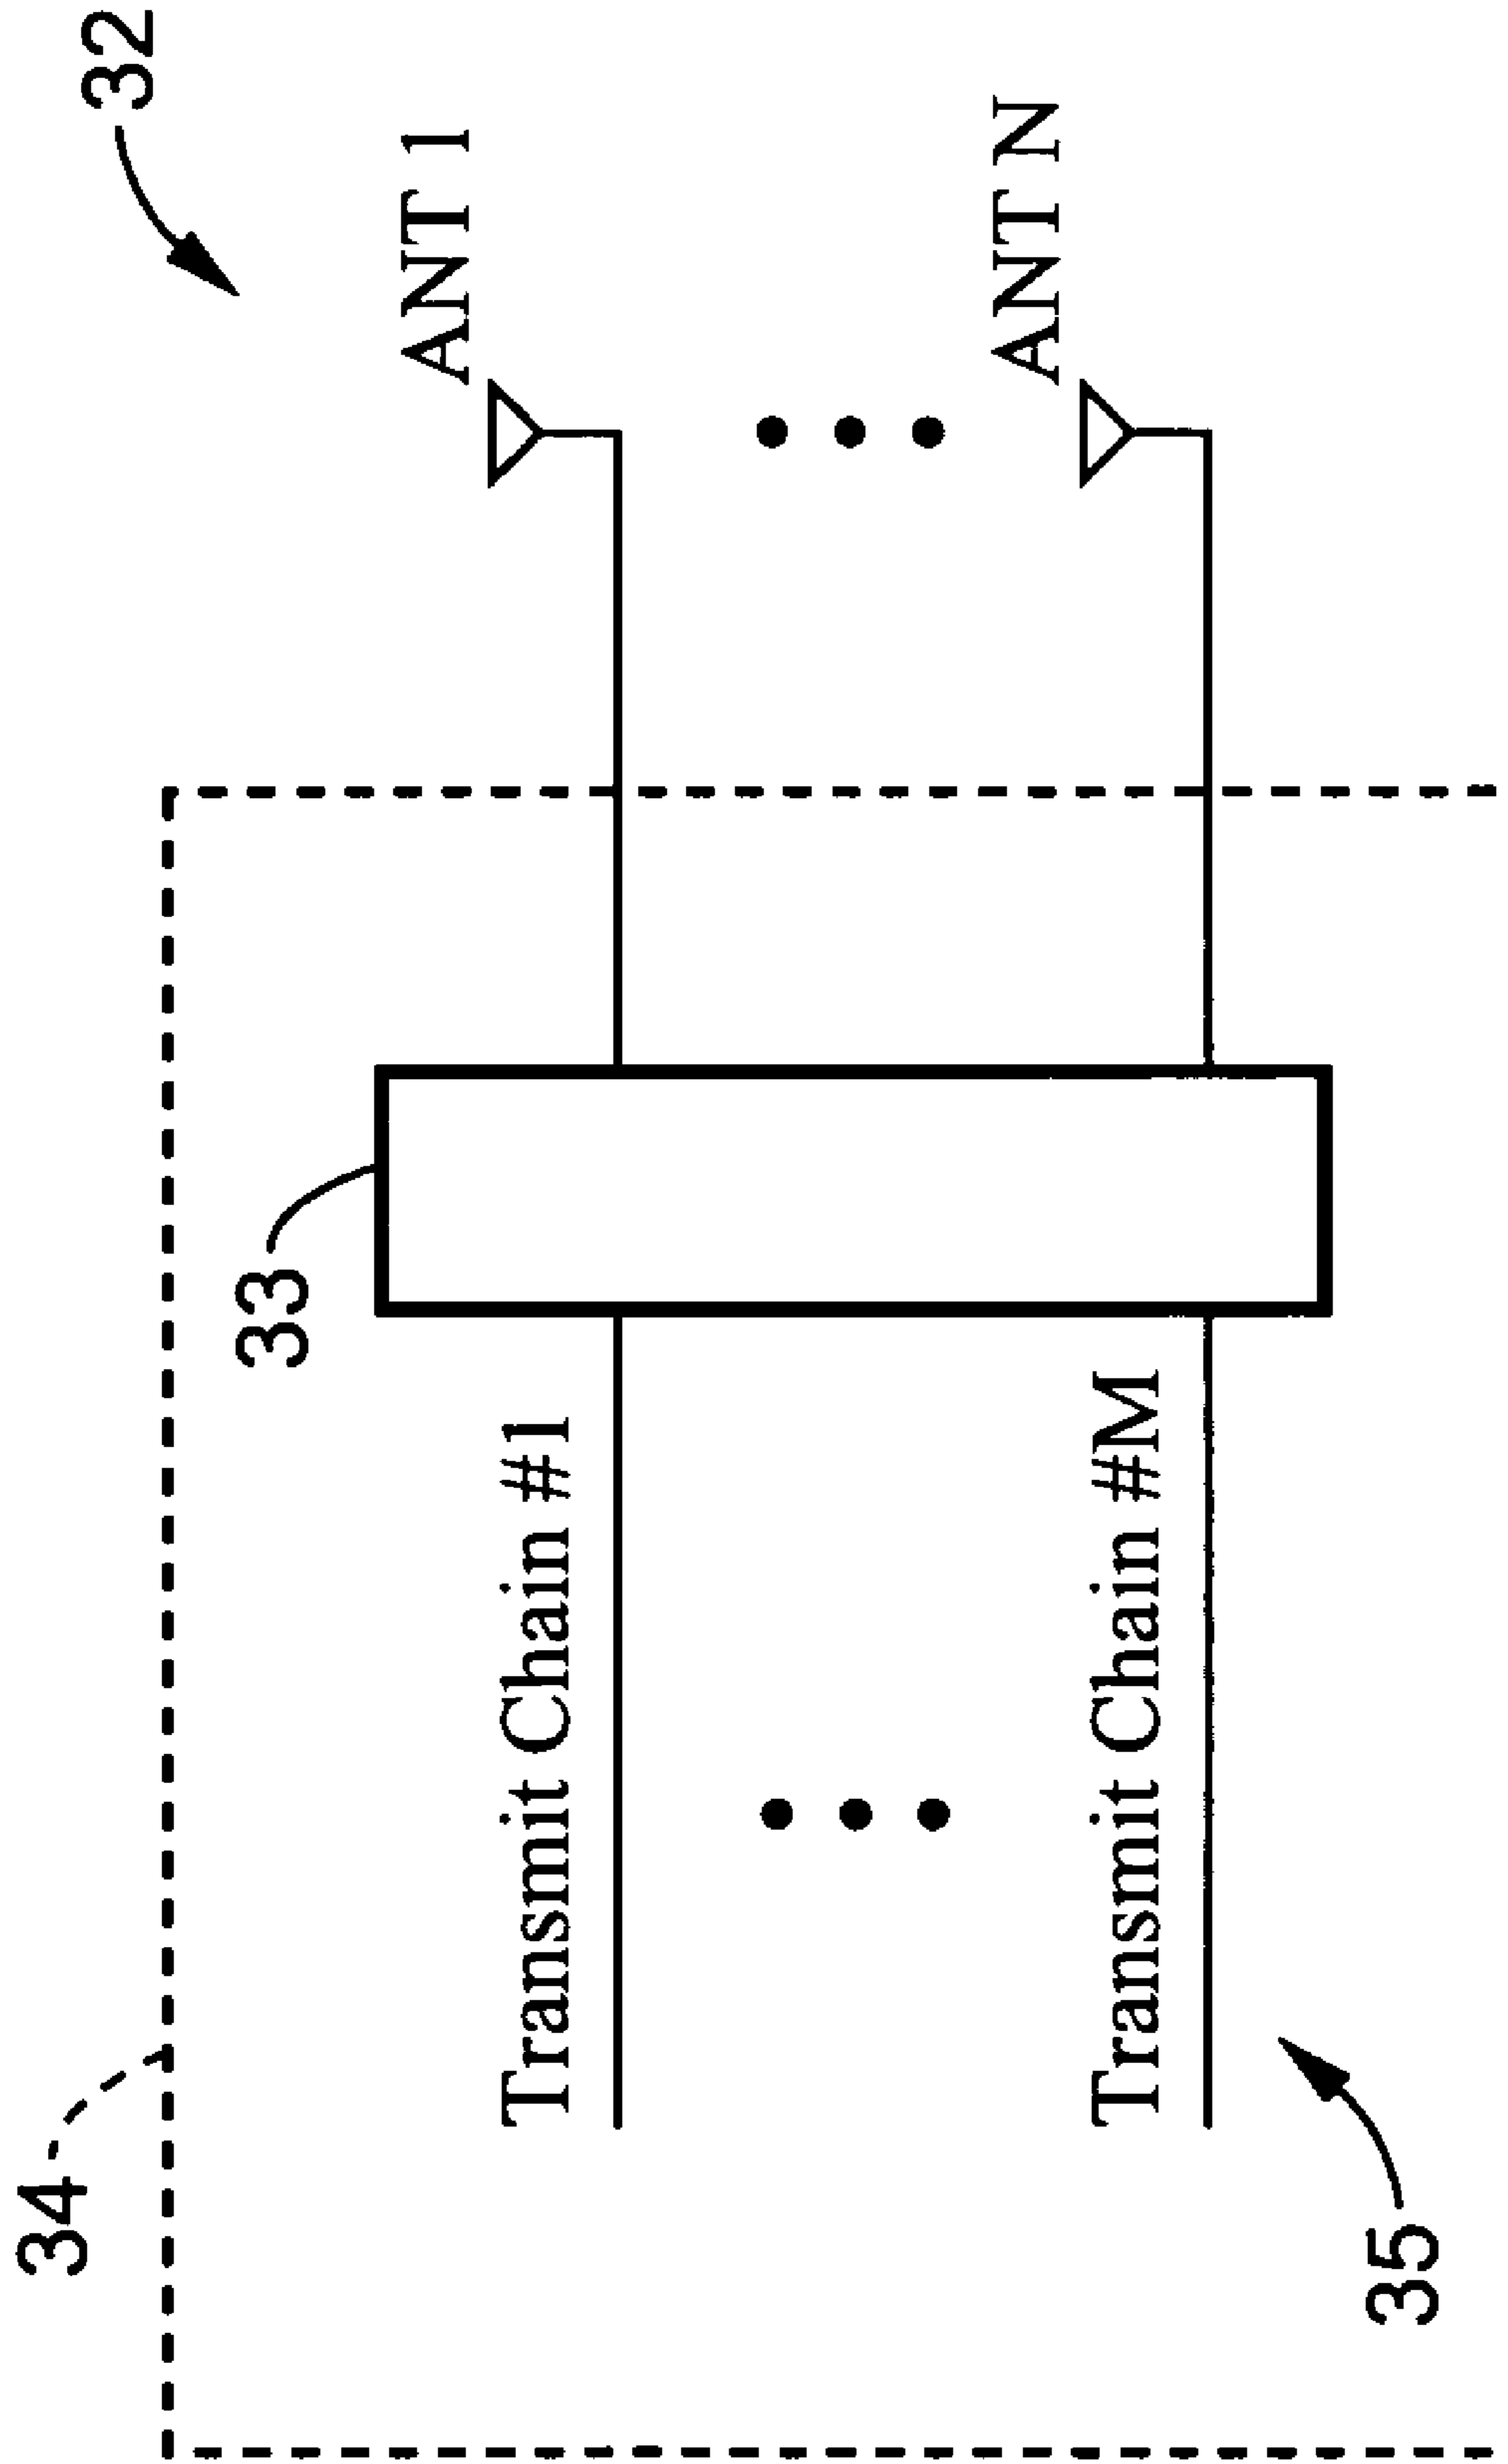 32
34
ANT 1
33
Transmit Chain #1
ANT N
Transmit Chain #M
35